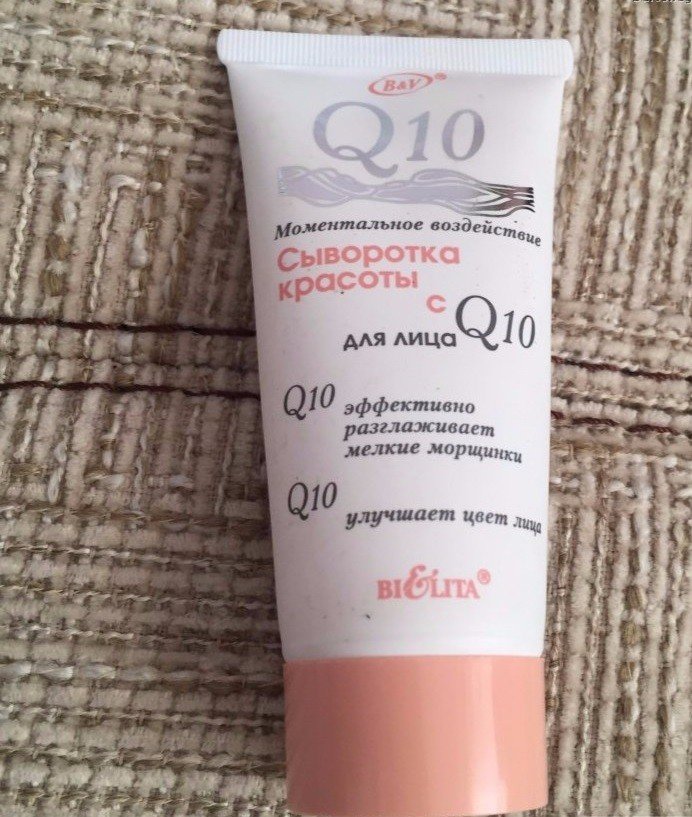 B&V®
Q10
Моментальное воздействие
Сыворотка
красоты
с Q10
для лица
Q10 эффективно
разглаживает
мелкие морщинки
Q10 улучшает цвет лица
BIELITA®